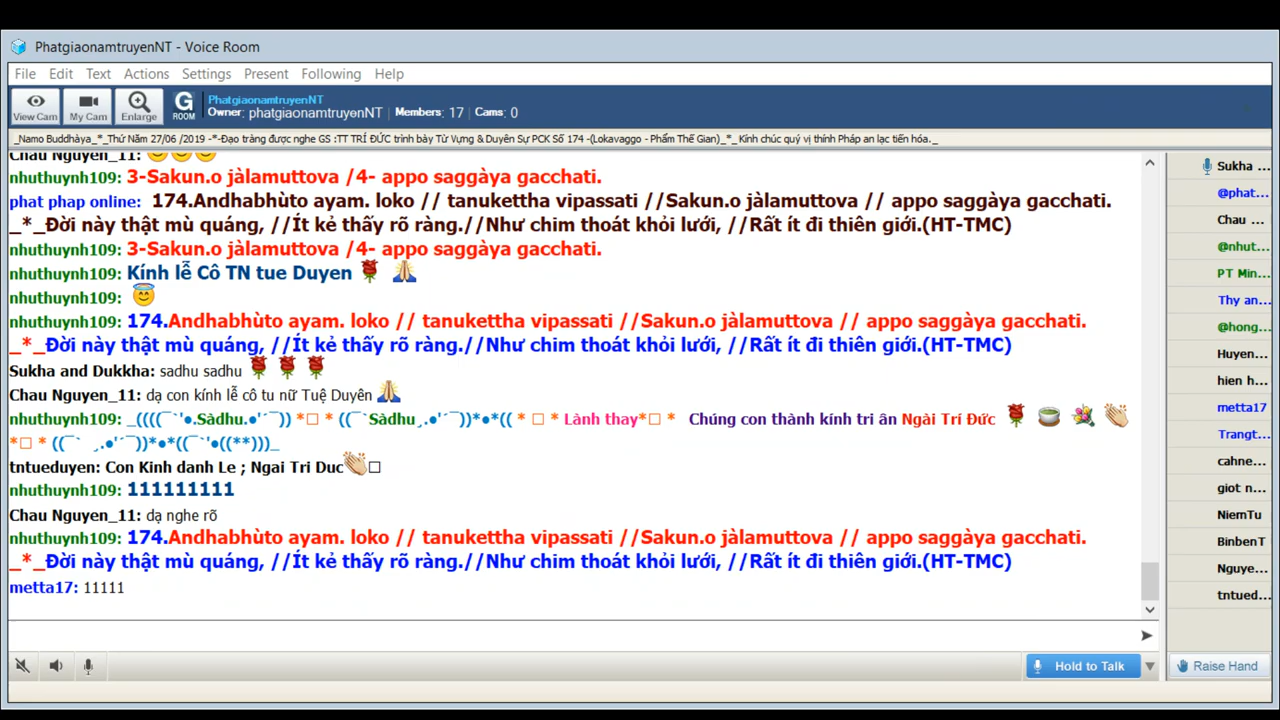 PhatgiaonamtruyenNT - Voice Room
File Edit Text Actions Settings Present Following Help
View Cam My Cam Enlarge G ROOM PhatgiaonamtruyenNT
Owner: phatgiaonamtruyenNT Members: 17 Cams: 0
_Namo Buddhàya_*_Thứ Năm 27/06 /2019 -*-Đạo tràng được nghe GS :TT TRÍ ĐỨC trình bày Từ Vựng & Duyên Sự PCK Số 174 -(Lokavaggo - Phẩm Thế Gian)_*_ Kính chúc quý vị thính Pháp an lạc tiến hóa._
Chau Nguyen_11: 😊😊😊
nhuthuynh109: 3-Sakun.o jàlamuttova /4- appo saggàya gacchati.
phat phap online: 174.Andhabhùto ayam. loko // tanukettha vipassati //Sakun.o jàlamuttova // appo saggàya gacchati.
_*_Đời này thật mù quáng, //Ít kẻ thấy rõ ràng.//Như chim thoát khỏi lưới, //Rất ít đi thiên giới.(HT-TMC)
nhuthuynh109: 3-Sakun.o jàlamuttova /4- appo saggàya gacchati.
nhuthuynh109: Kính lễ Cô TN tue Duyen 🌹 🙏
nhuthuynh109: 😇
nhuthuynh109: 174.Andhabhùto ayam. loko // tanukettha vipassati //Sakun.o jàlamuttova // appo saggàya gacchati.
_*_Đời này thật mù quáng, //Ít kẻ thấy rõ ràng.//Như chim thoát khỏi lưới, //Rất ít đi thiên giới.(HT-TMC)
Sukha and Dukkha: sadhu sadhu 🌹 🌹 🌹
Chau Nguyen_11: dạ con kính lễ cô tu nữ Tuệ Duyên 🙏
nhuthuynh109: _((((¯`'●.Sàdhu.●'´¯)) *□ * ((¯`Sàdhu¸.●'´¯))*●*(( * □ * Lành thay*□ * Chúng con thành kính tri ân Ngài Trí Đức 🌹 🍵 💐 👏
*□ * ((¯` ¸.●'´¯))*●*((¯`'●((**)))_
tntueduyen: Con Kinh danh Le ; Ngai Tri Duc👏□
nhuthuynh109: 111111111
Chau Nguyen_11: dạ nghe rõ
nhuthuynh109: 174.Andhabhùto ayam. loko // tanukettha vipassati //Sakun.o jàlamuttova // appo saggàya gacchati.
_*_Đời này thật mù quáng, //Ít kẻ thấy rõ ràng.//Như chim thoát khỏi lưới, //Rất ít đi thiên giới.(HT-TMC)
metta17: 11111
Sukha ...
@phat...
Chau ...
@nhut...
PT Min...
Thy an...
@hong...
Huyen...
hien h...
metta17
Trangt...
cahne...
giot n...
NiemTu
BinbenT
Nguye...
tntued...
Hold to Talk
Raise Hand